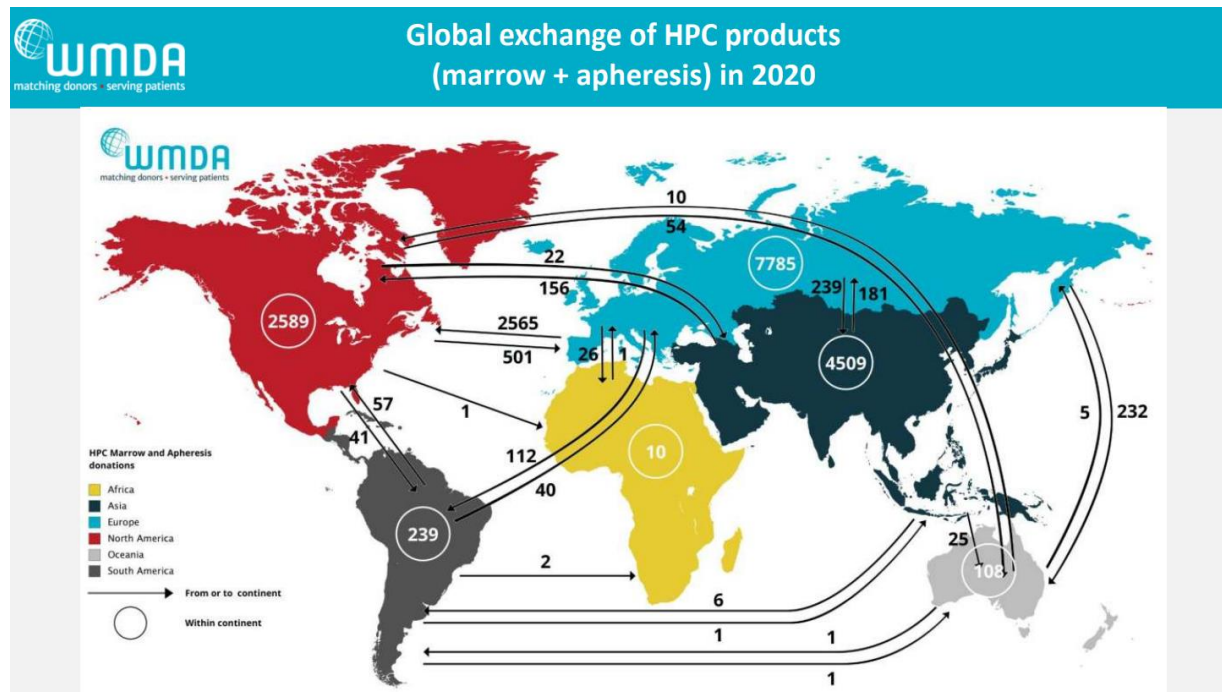 WMDA
matching donors • serving patients
Global exchange of HPC products
(marrow + apheresis) in 2020
WMDA
matching donors • serving patients
10
54
22
156
7785
239
181
2589
2565
501
26
1
4509
57
41
1
5
232
10
112
40
239
25
108
2
6
1
1
1
HPC Marrow and Apheresis
donations
Africa
Asia
Europe
North America
Oceania
South America
From or to continent
Within continent